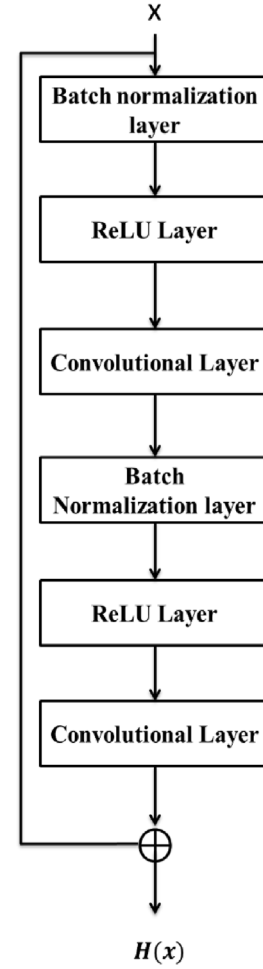 X
Batch normalization
layer
ReLU Layer
Convolutional Layer
Batch
Normalization layer
ReLU Layer
Convolutional Layer
H(x)